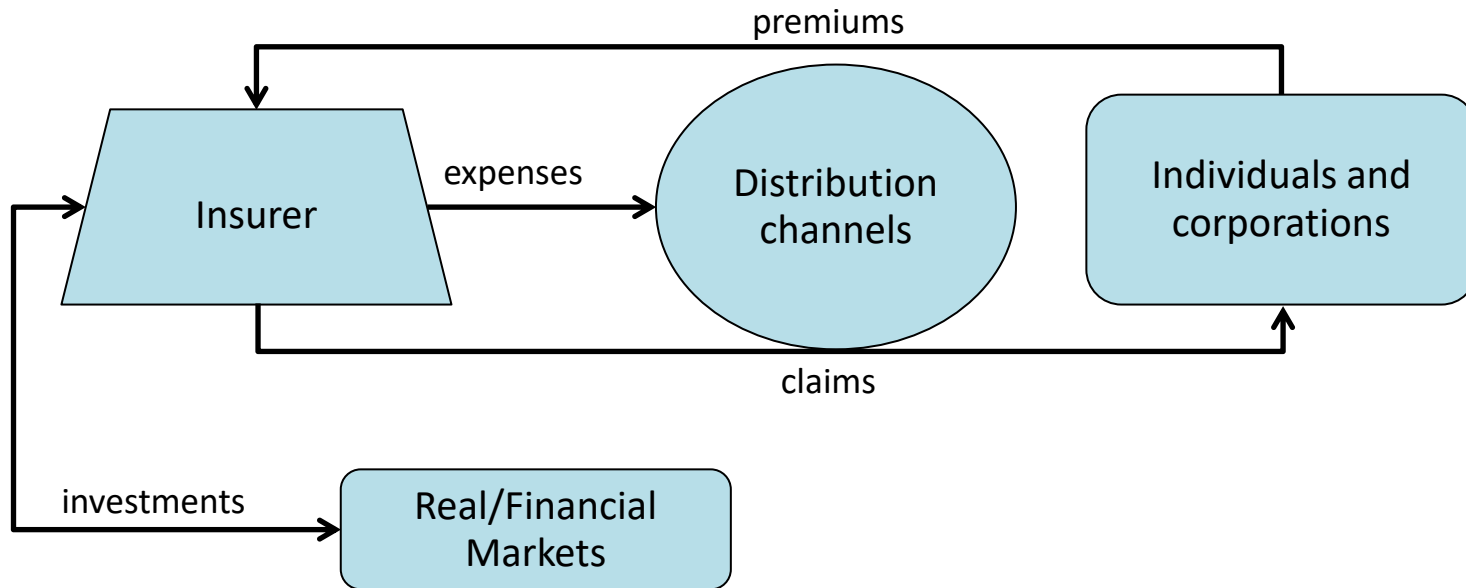 premiums
Insurer
expenses
Distribution
channels
Individuals and
corporations
claims
investments
Real/Financial
Markets